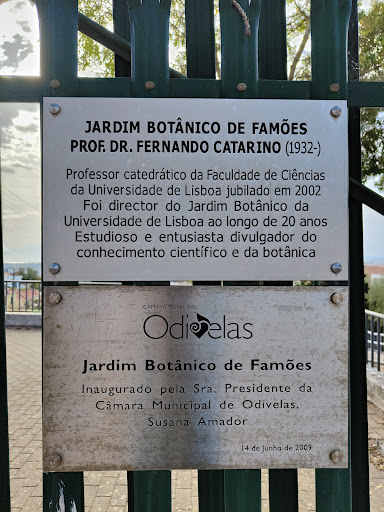 JARDIM BOTÂNICO DE FAMÕES
PROF. DR. FERNANDO CATARINO (1932-)
Professor catedrático da Faculdade de Ciências
da Universidade de Lisboa jubilado em 2002
Foi director do Jardim Botânico da
Universidade de Lisboa ao longo de 20 anos
Estudioso e entusiasta divulgador do
conhecimento científico e da botânica
CÂMARA MUNICIPAL
Odivelas
Jardim Botânico de Famões
Inaugurado pela Sra. Presidente da
Câmara Municipal de Odivelas,
Susana Amador
14 de Junho de 2009